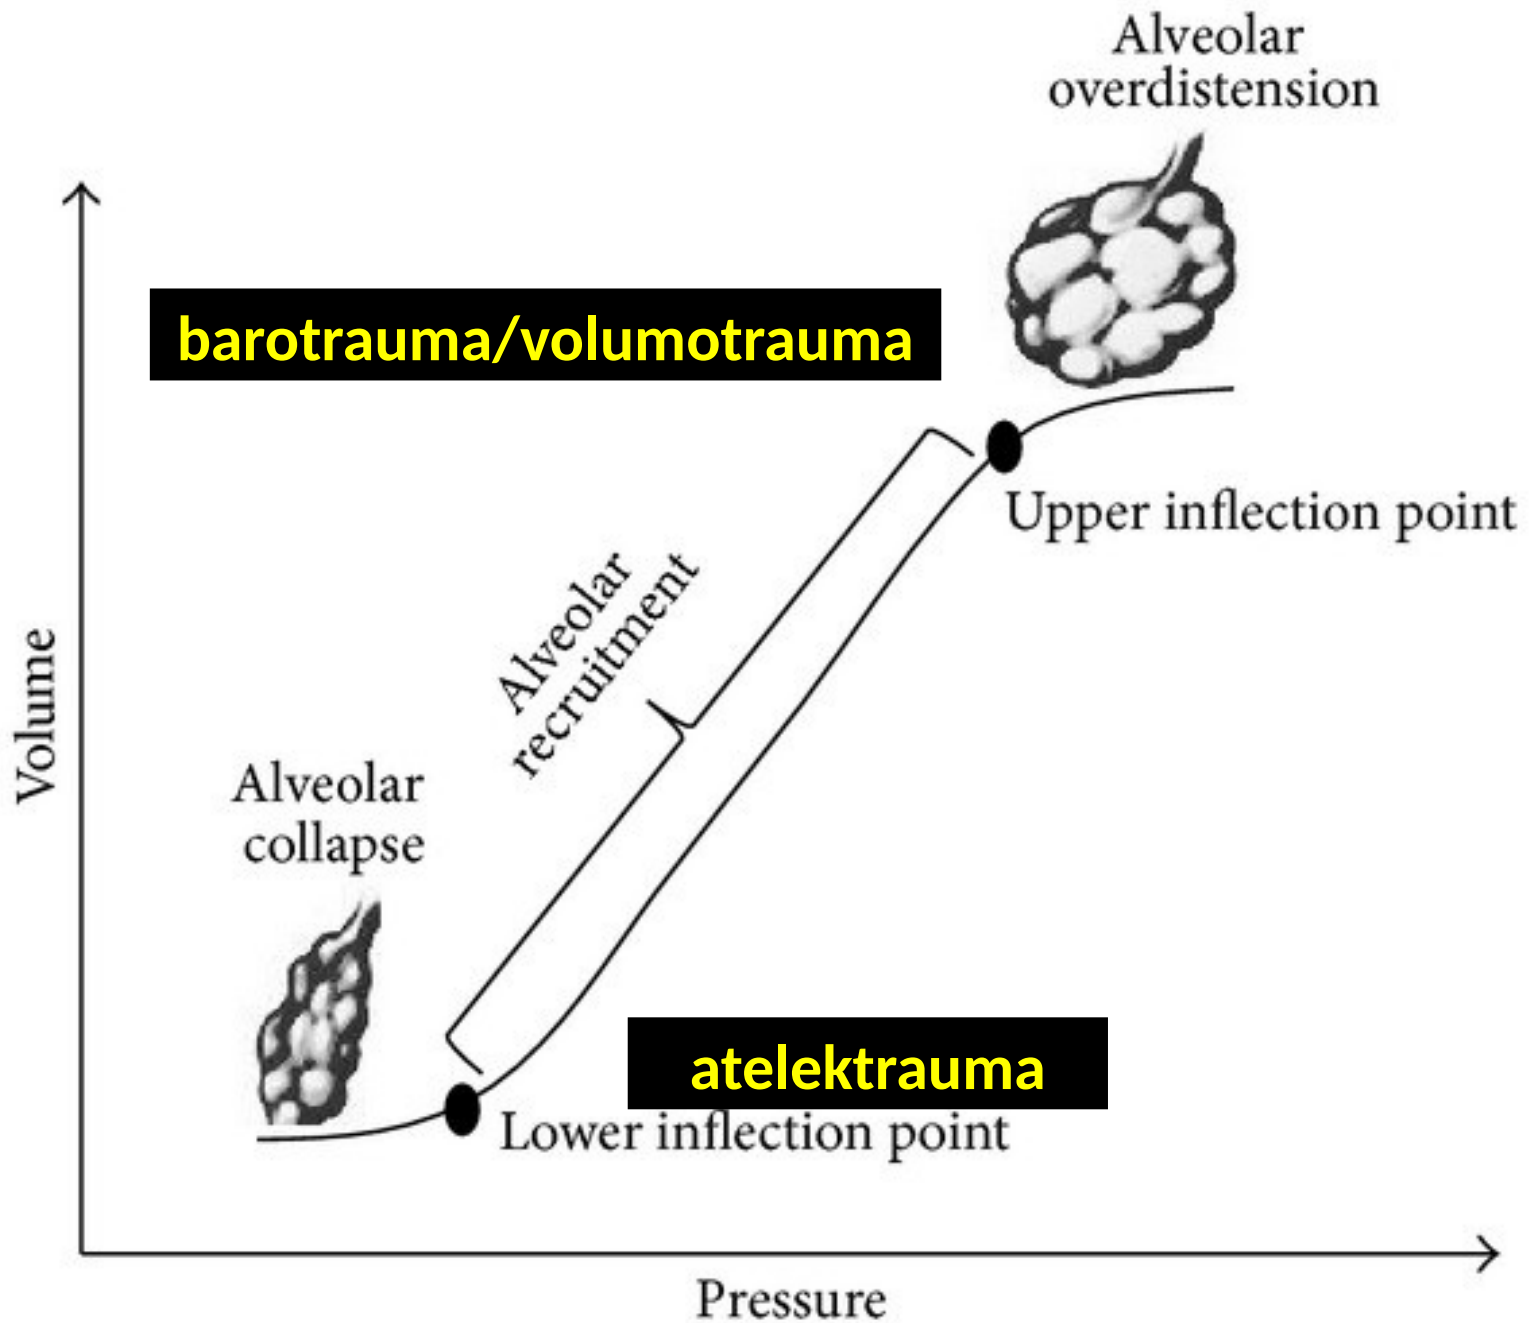 Alveolar
overdistension
barotrauma/volumotrauma
Upper inflection point
Alveolar
recruitment
Volume
Alveolar
collapse
atelektrauma
Lower inflection point
Pressure